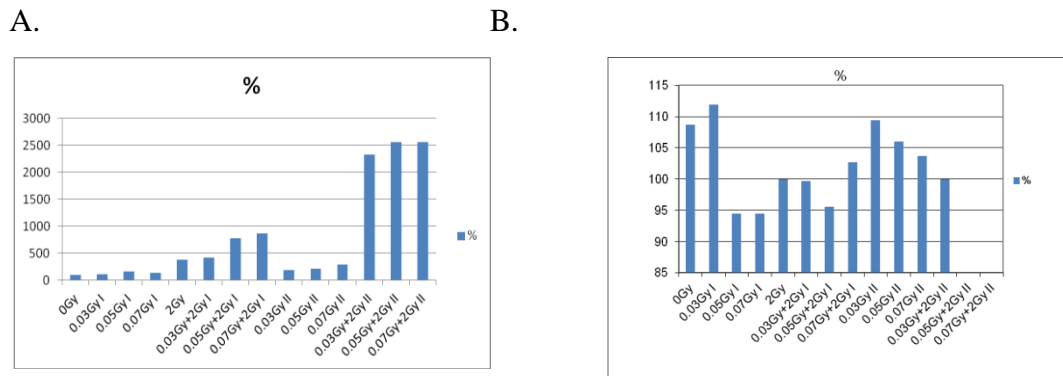 A.
B.
%
3000
2500
2000
1500
1000
500
0
0Gy
0.03Gy I
0.05Gy I
0.07Gy I
2Gy
0.03Gy+2Gy I
0.05Gy+2Gy I
0.07Gy+2Gy I
0.03Gy II
0.05Gy II
0.07Gy II
0.03Gy+2Gy II
0.05Gy+2Gy II
0.07Gy+2Gy II
%
%
115
110
105
100
95
90
85
0Gy
0.03Gy I
0.05Gy I
0.07Gy I
2Gy
0.03Gy+2Gy I
0.05Gy+2Gy I
0.07Gy+2Gy I
0.03Gy II
0.05Gy II
0.07Gy II
0.03Gy+2Gy II
0.05Gy+2Gy II
0.07Gy+2Gy II
%